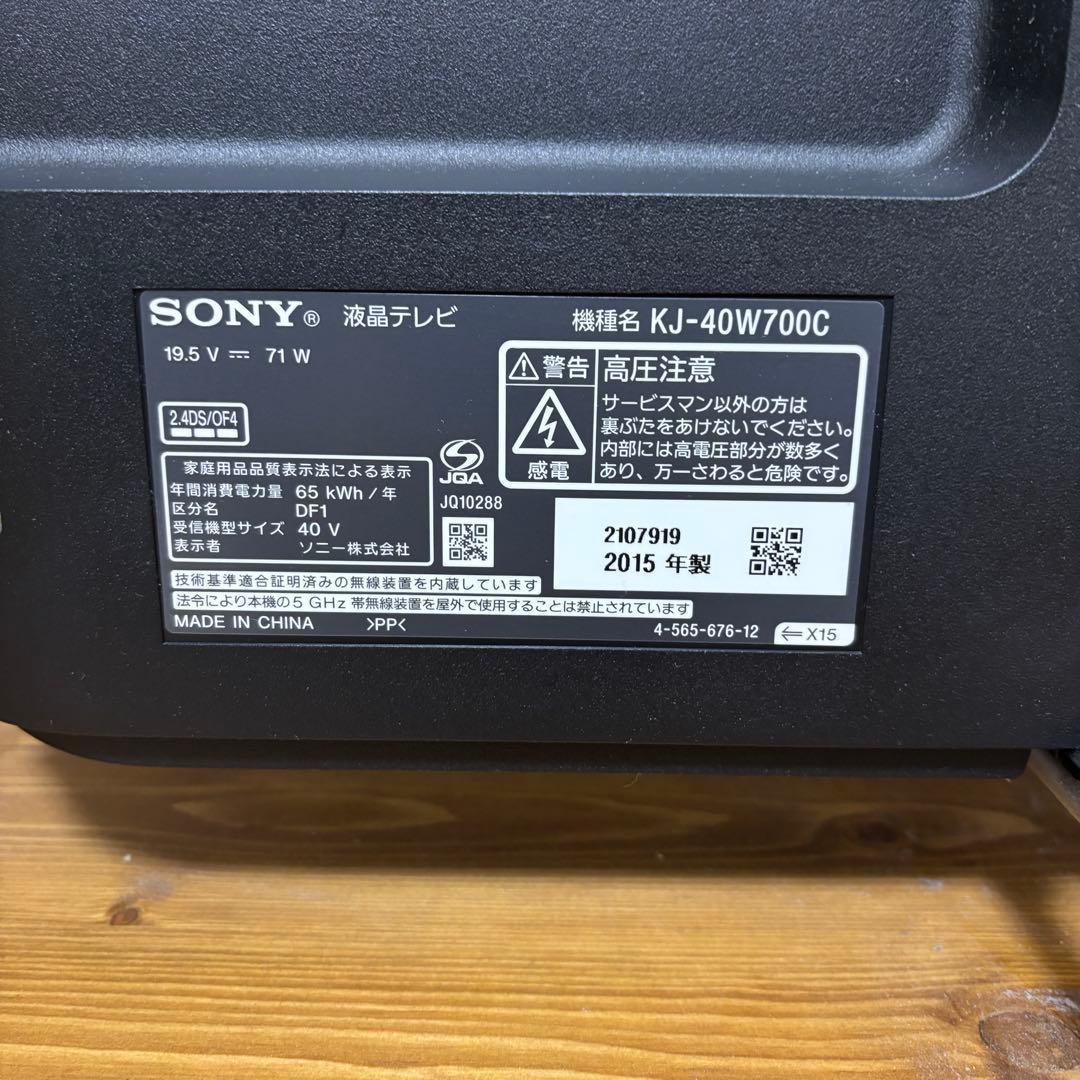 SONY® 液晶テレビ
機種名 KJ-40W700C
19.5 V ⎓ 71 W
2.4DS/OF4
家庭用品品質表示法による表示
年間消費電力量 65 kWh / 年
区分名 DF1
受信機型サイズ 40 V
表示者 ソニー株式会社
JQA
JQ10288
⚠警告
感電
高圧注意
サービスマン以外の方は
裏ぶたをあけないでください。
内部には高電圧部分が数多く
あり、万一さわると危険です。
2107919
2015 年製
技術基準適合証明済みの無線装置を内蔵しています
法令により本機の5 GHz 帯無線装置を屋外で使用することは禁止されています
MADE IN CHINA >PP<
4-565-676-12 ⇐ X15